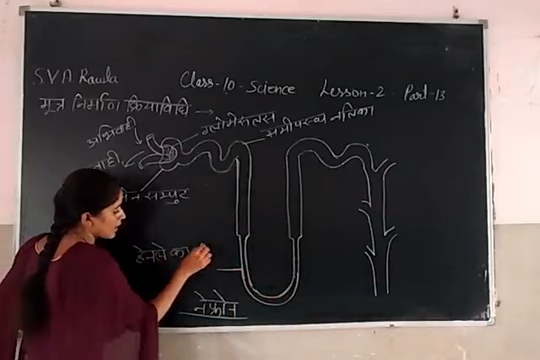 SVA Rawla Class-10-Science Lesson-2 Part-13
मूत्र निर्माण क्रियाविधि →
अभिवाही
ग्लोमेरूलस
समीपस्थ नलिका
वाही
सम्पुट
हेनले का
नेफ्रॉन